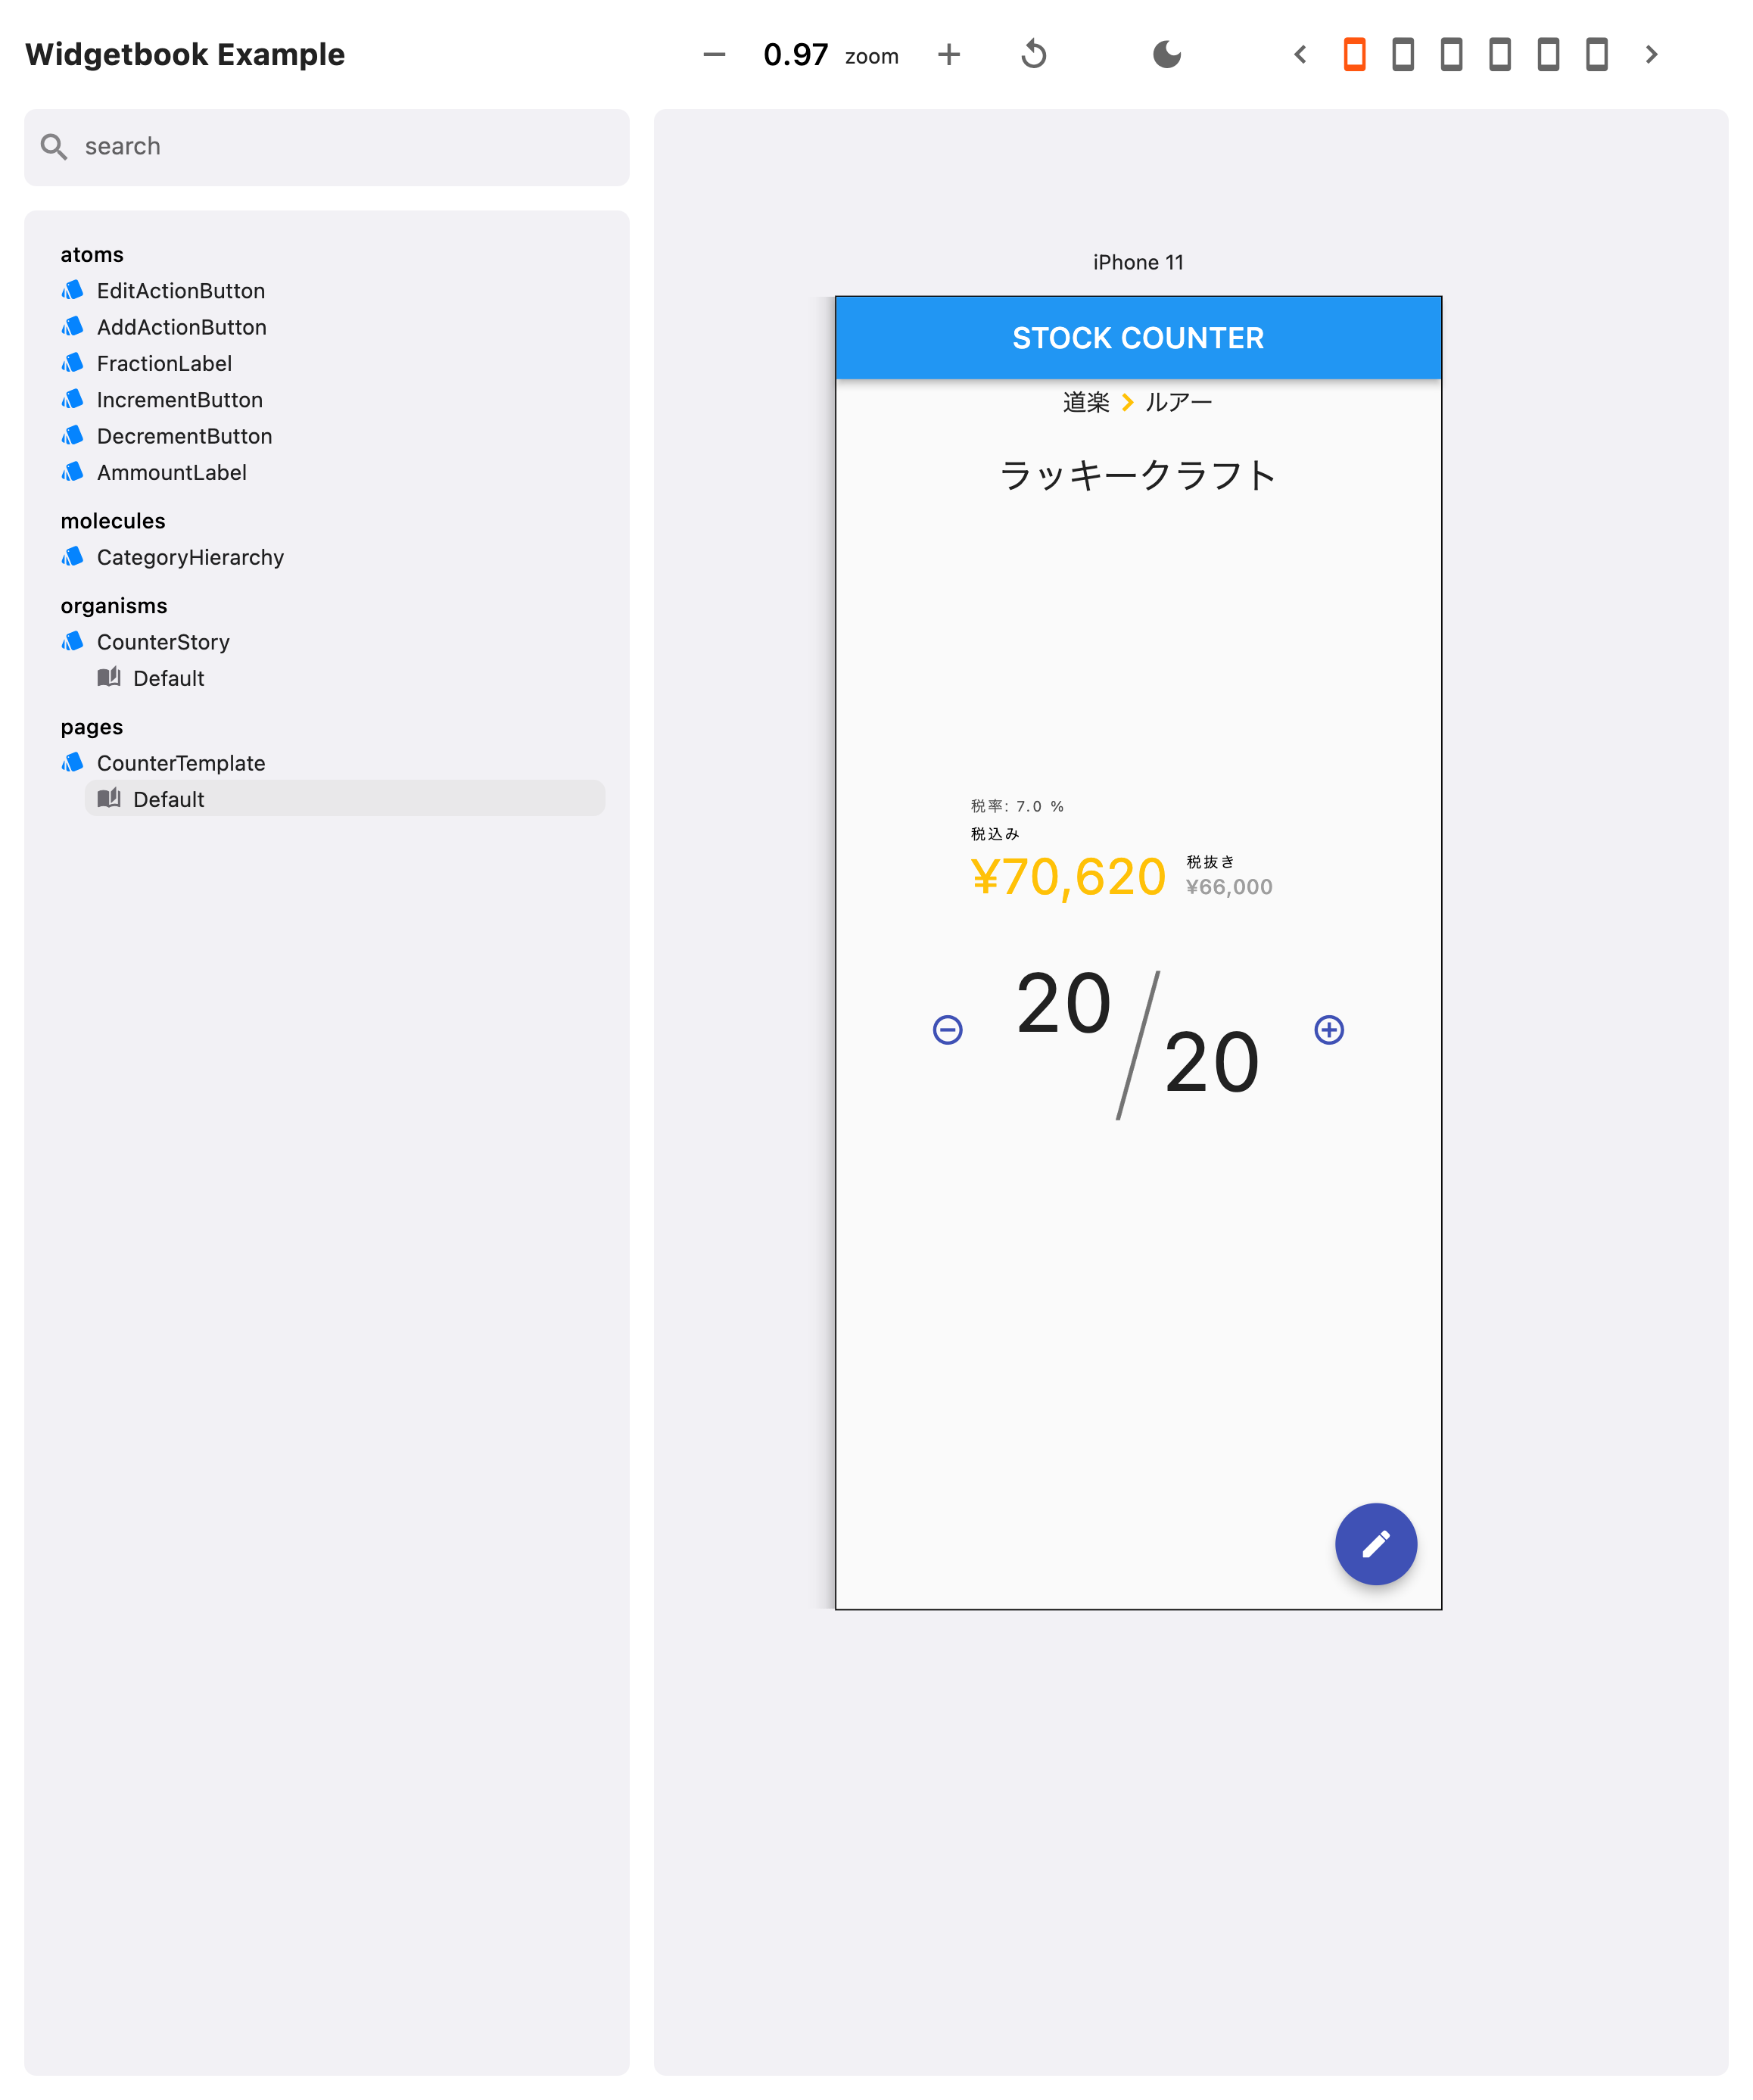 Widgetbook Example
0.97 zoom
search
atoms
EditActionButton
AddActionButton
FractionLabel
IncrementButton
DecrementButton
AmmountLabel
molecules
CategoryHierarchy
organisms
CounterStory
Default
pages
CounterTemplate
Default
iPhone 11
STOCK COUNTER
道楽 ルアー
ラッキークラフト
税率: 7.0 %
税込み
¥70,620
税抜き
¥66,000
20/20